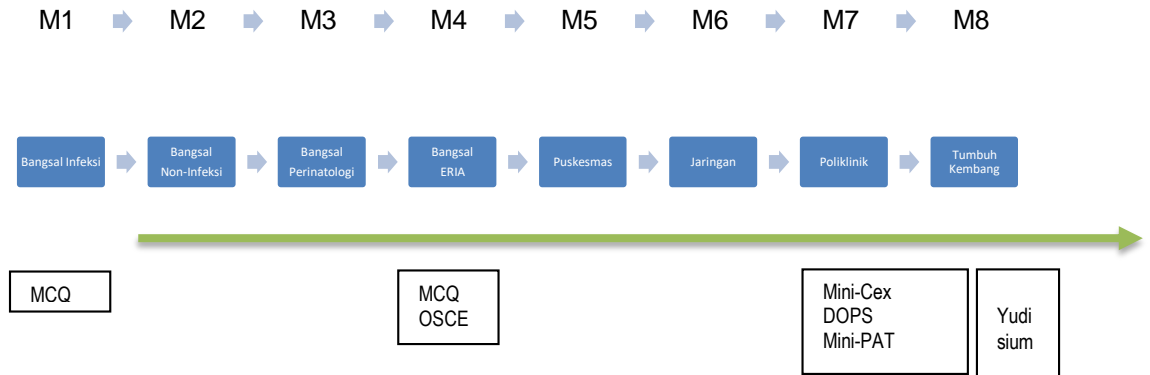 M1 M2 M3 M4 M5 M6 M7 M8
Bangsal Infeksi
Bangsal
Non-Infeksi
Bangsal
Perinatologi
Bangsal
ERIA
Puskesmas
Jaringan
Poliklinik
Tumbuh
Kembang
MCQ
MCQ
OSCE
Mini-Cex
DOPS
Mini-PAT
Yudi
sium